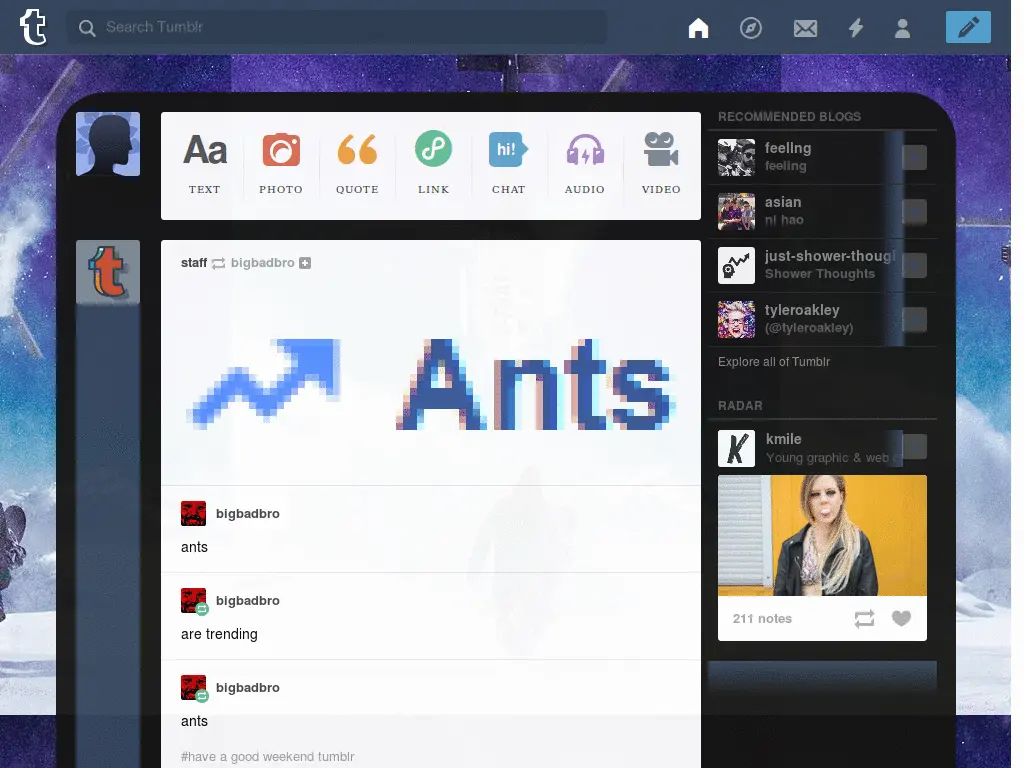 Search Tumblr
Aa
hi!
TEXT
PHOTO
QUOTE
LINK
CHAT
AUDIO
VIDEO
staff bigbadbro
Ants
bigbadbro
ants
bigbadbro
are trending
bigbadbro
ants
#have a good weekend tumblr
RECOMMENDED BLOGS
feeling
feeling
asian
ni hao
just-shower-thoug
Shower Thoughts
tyleroakley
(@tyleroakley)
Explore all of Tumblr
RADAR
kmile
Young graphic & web
211 notes